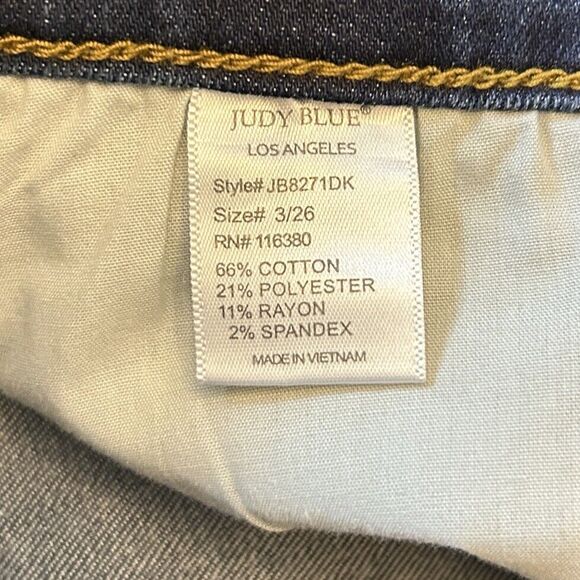 JUDY BLUE®
LOS ANGELES
Style# JB8271DK
Size# 3/26
RN# 116380
66% COTTON
21% POLYESTER
11% RAYON
2% SPANDEX
MADE IN VIETNAM